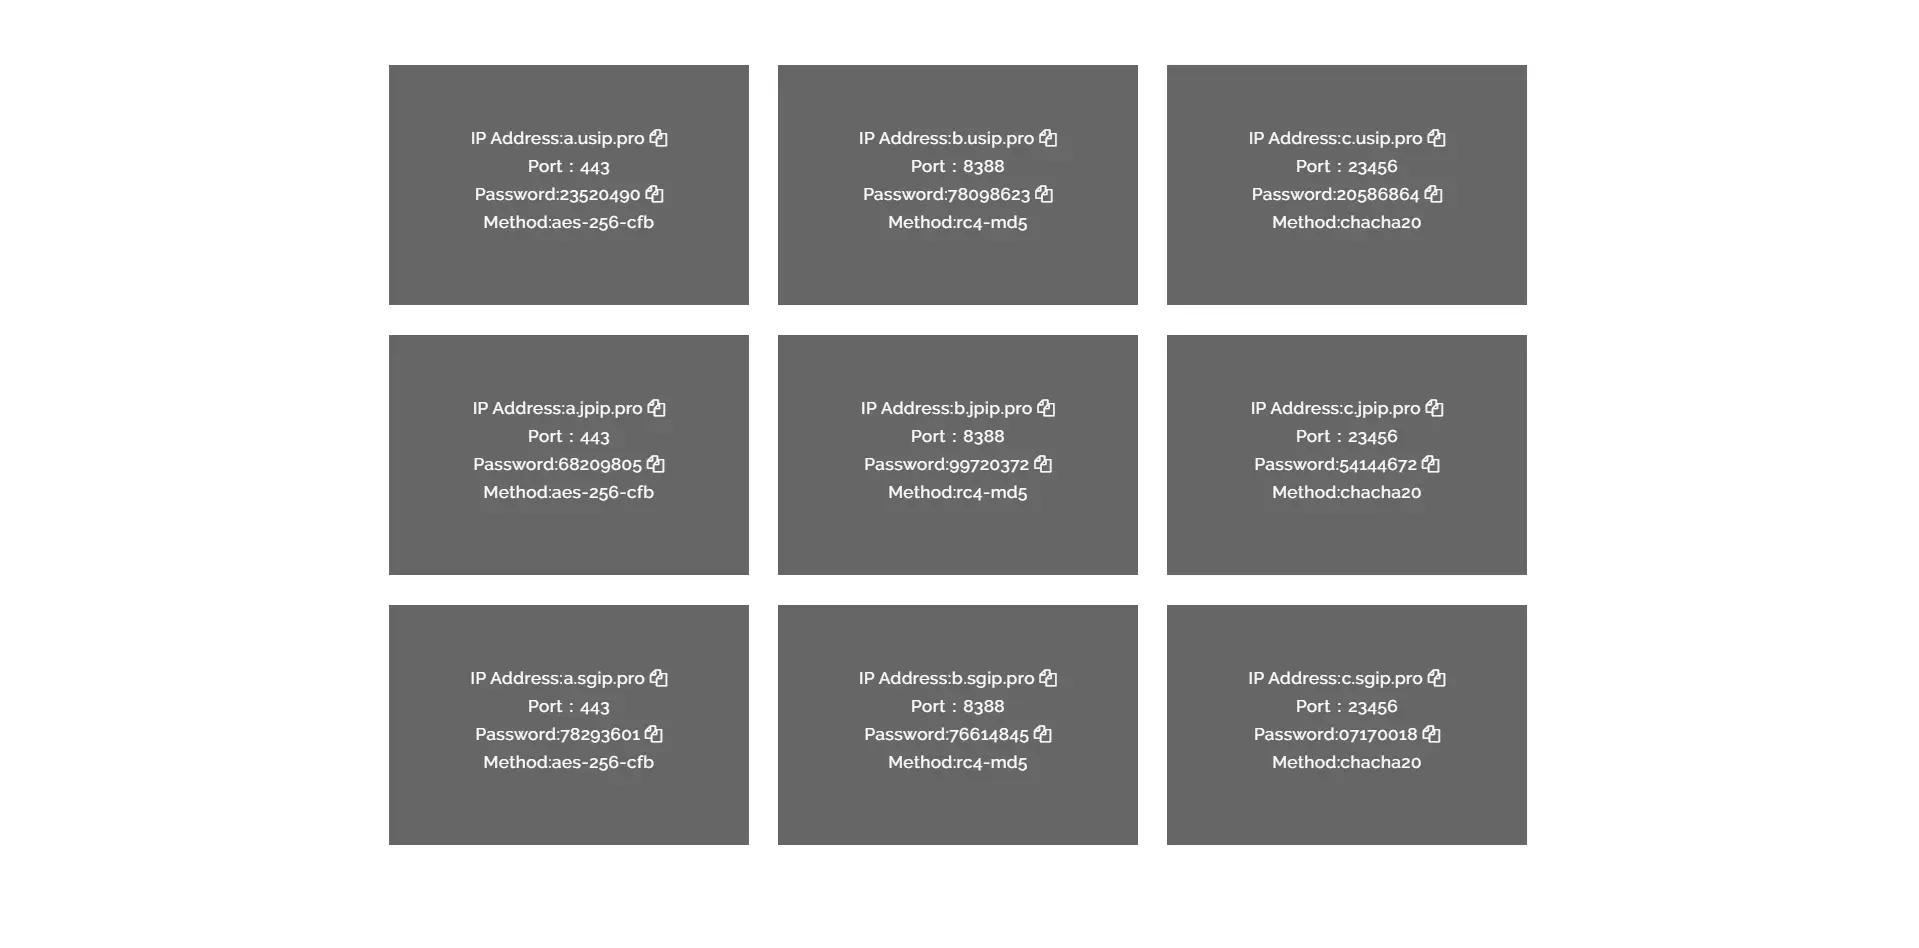 IP Address:a.usip.pro
Port：443
Password:23520490
Method:aes-256-cfb
IP Address:b.usip.pro
Port：8388
Password:78098623
Method:rc4-md5
IP Address:c.usip.pro
Port：23456
Password:20586864
Method:chacha20
IP Address:a.jpip.pro
Port：443
Password:68209805
Method:aes-256-cfb
IP Address:b.jpip.pro
Port：8388
Password:99720372
Method:rc4-md5
IP Address:c.jpip.pro
Port：23456
Password:54144672
Method:chacha20
IP Address:a.sgip.pro
Port：443
Password:78293601
Method:aes-256-cfb
IP Address:b.sgip.pro
Port：8388
Password:76614845
Method:rc4-md5
IP Address:c.sgip.pro
Port：23456
Password:07170018
Method:chacha20